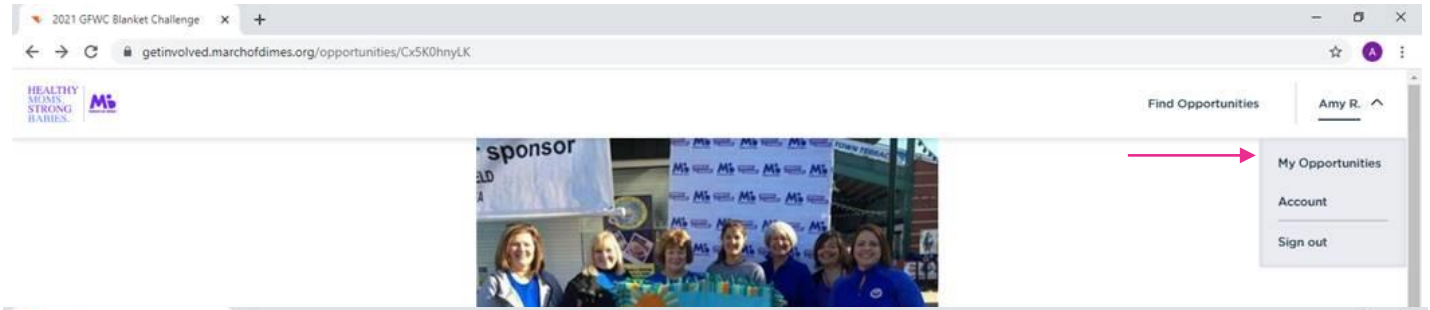 2021 GFWC Blanket Challenge
getinvolved.marchofdimes.org/opportunities/Cx5K0hnyLK
A
HEALTHY
MOMS.
STRONG
BABIES.
Find Opportunities
Amy R.
My Opportunities
Account
Sign out
sponsor